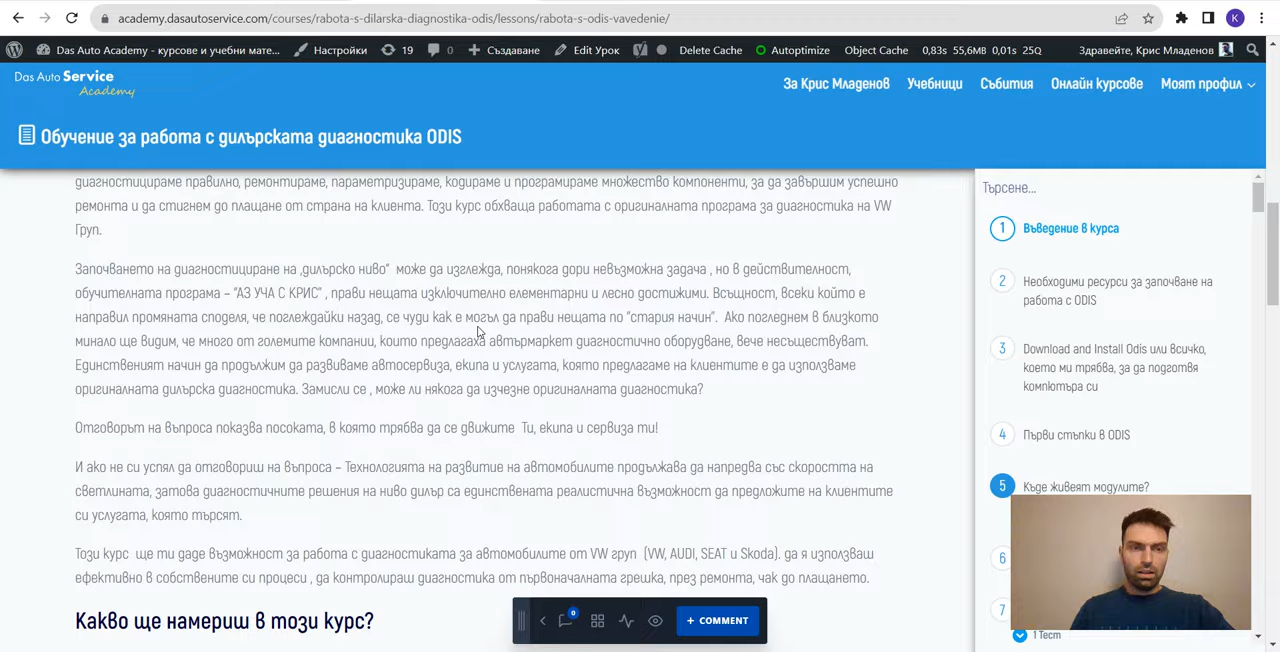 academy.dasautoservice.com/courses/rabota-s-dilarska-diagnostika-odis/lessons/rabota-s-odis-vavedenie/
K
Das Auto Academy - курсове и учебни мате... Настройки 19 0 Създаване Edit Урок Delete Cache Autoptimize Object Cache 0,83s 55,6MB 0,01s 25Q Здравейте, Крис Младенов
Das Auto Service
Academy
За Крис Младенов Учебници Събития Онлайн курсове Моят профил
Обучение за работа с дилърската диагностика ODIS
диагностицираме правилно, ремонтираме, параметризираме, кодираме и програмираме множество компоненти, за да завършим успешно
ремонта и да стигнем до плащане от страна на клиента. Този курс обхваща работата с оригиналната програма за диагностика на VW
Груп.
Започването на диагностициране на „дилърско ниво" може да изглежда, понякога дори невъзможна задача , но в действителност,
обучителната програма – "АЗ УЧА С КРИС" , прави нещата изключително елементарни и лесно достижими. Всъщност, всеки който е
направил промяната споделя, че поглеждайки назад, се чуди как е могъл да прави нещата по "стария начин". Ако погледнем в близкото
минало ще видим, че много от големите компании, които предлагаха автърмаркет диагностично оборудване, вече несъществуват.
Единственият начин да продължим да развиваме автосервиза, екипа и услугата, която предлагаме на клиентите е да използваме
оригиналната дилърска диагностика. Замисли се , може ли някога да изчезне оригиналната диагностика?
Отговорът на въпроса показва посоката, в която трябва да се движите Ти, екипа и сервиза ти!
И ако не си успял да отговориш на въпроса – Технологията на развитие на автомобилите продължава да напредва със скоростта на
светлината, затова диагностичните решения на ниво дилър са единствената реалистична възможност да предложите на клиентите
си услугата, която търсят.
Този курс ще ти даде възможност за работа с диагностиката за автомобилите от VW груп (VW, AUDI, SEAT и Skoda). да я използваш
ефективно в собствените си процеси , да контролираш диагностика от първоначалната грешка, през ремонта, чак до плащането.
Какво ще намериш в този курс?
0
+ COMMENT
Търсене...
1 Въведение в курса
2 Необходими ресурси за започване на
работа с ODIS
3 Download and Install Odis или всичко,
което ми трябва, за да подготвя
компютъра си
4 Първи стъпки в ODIS
5 Къде живеят модулите?
6
7
1 Тест